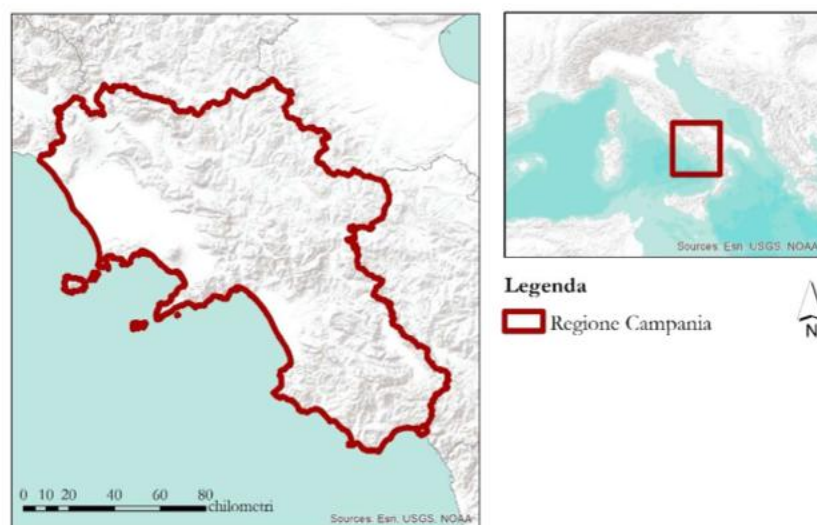 0 10 20 40 60 80
chilometri
Sources: Esri, USGS, NOAA
Sources: Esri, USGS, NOAA
Legenda
Regione Campania
N